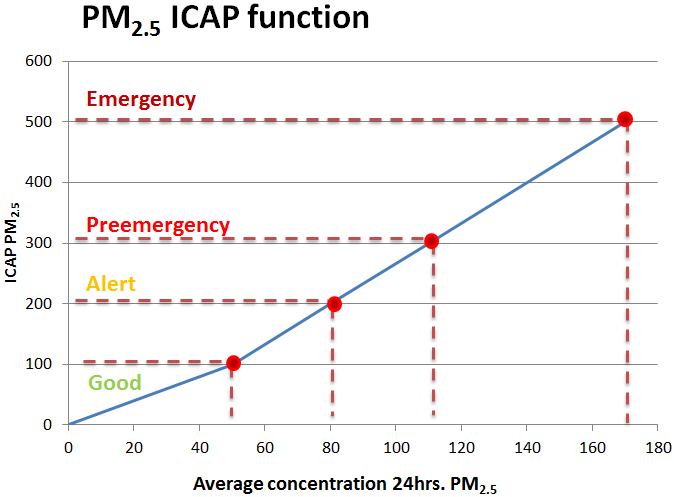 PM2.5 ICAP function
600
500
400
300
200
100
0
ICAP PM2.5
Emergency
Preemergency
Alert
Good
0 20 40 60 80 100 120 140 160 180
Average concentration 24hrs. PM2.5